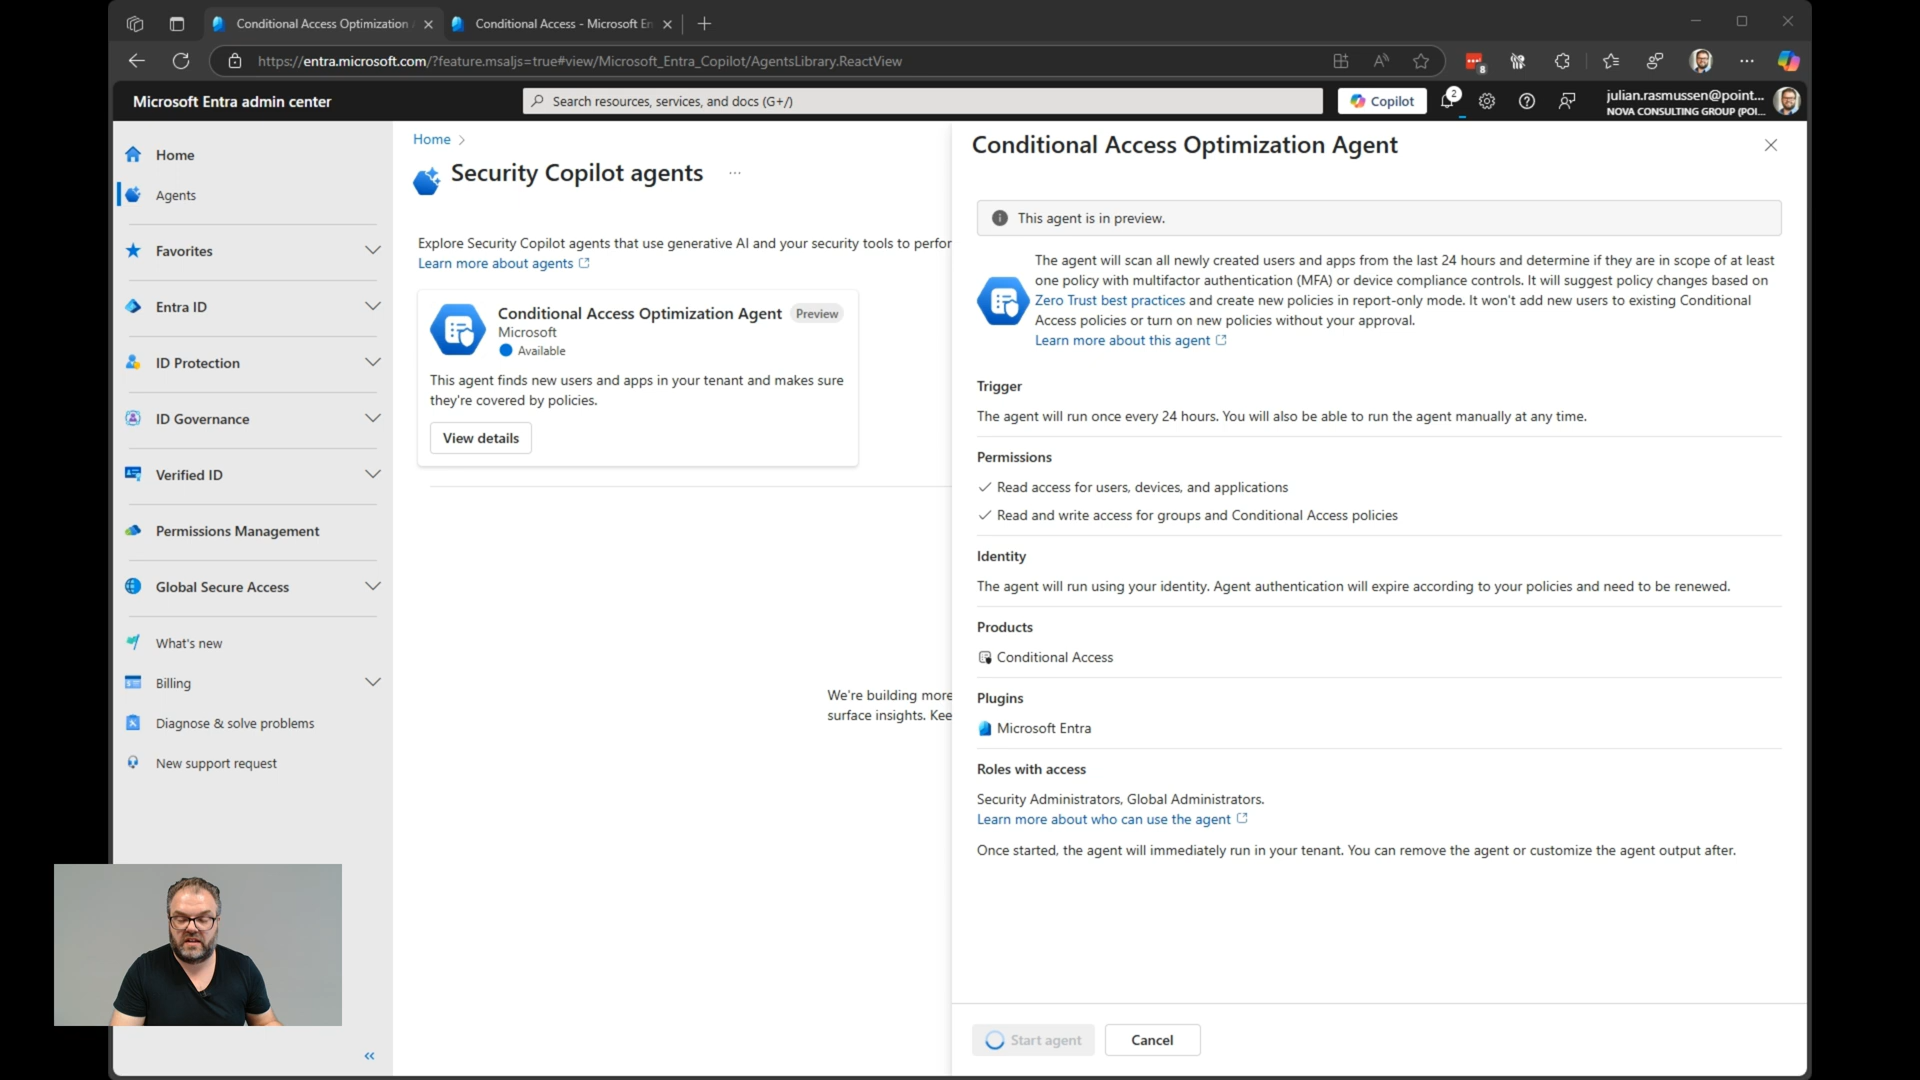 Conditional Access Optimization
Conditional Access - Microsoft En
https://entra.microsoft.com/?feature.msaljs=true#view/Microsoft_Entra_Copilot/AgentsLibrary.ReactView
8
Microsoft Entra admin center
Search resources, services, and docs (G+/)
Copilot
2
julian.rasmussen@point...
NOVA CONSULTING GROUP (POI...
Home
Agents
Favorites
Entra ID
ID Protection
ID Governance
Verified ID
Permissions Management
Global Secure Access
What's new
Billing
Diagnose & solve problems
New support request
Home
Security Copilot agents
...
Explore Security Copilot agents that use generative AI and your security tools to perfor
Learn more about agents
Conditional Access Optimization Agent Preview
Microsoft
Available
This agent finds new users and apps in your tenant and makes sure
they're covered by policies.
View details
We're building more
surface insights. Kee
Conditional Access Optimization Agent
This agent is in preview.
The agent will scan all newly created users and apps from the last 24 hours and determine if they are in scope of at least
one policy with multifactor authentication (MFA) or device compliance controls. It will suggest policy changes based on
Zero Trust best practices and create new policies in report-only mode. It won't add new users to existing Conditional
Access policies or turn on new policies without your approval.
Learn more about this agent
Trigger
The agent will run once every 24 hours. You will also be able to run the agent manually at any time.
Permissions
Read access for users, devices, and applications
Read and write access for groups and Conditional Access policies
Identity
The agent will run using your identity. Agent authentication will expire according to your policies and need to be renewed.
Products
Conditional Access
Plugins
Microsoft Entra
Roles with access
Security Administrators, Global Administrators.
Learn more about who can use the agent
Once started, the agent will immediately run in your tenant. You can remove the agent or customize the agent output after.
Start agent
Cancel